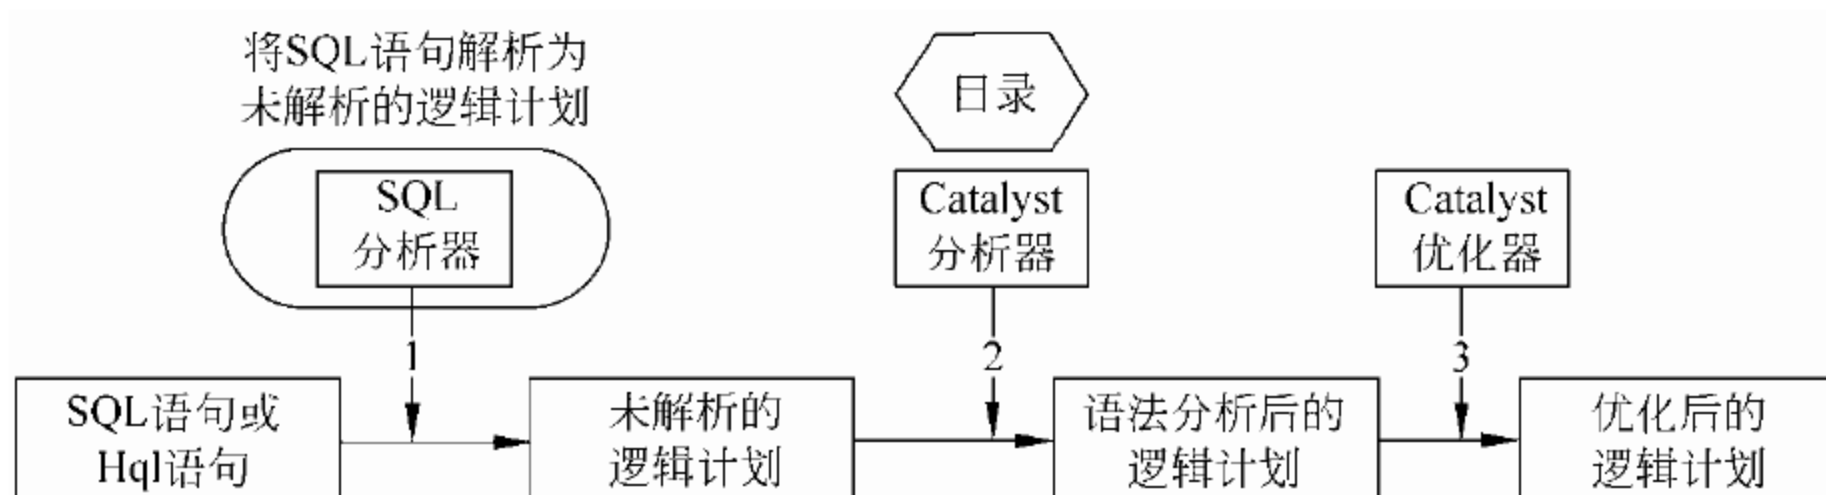 将SQL语句解析为
未解析的逻辑计划
目录
SQL
分析器
Catalyst
分析器
Catalyst
优化器
1
2
3
SQL语句或
Hql语句
未解析的
逻辑计划
语法分析后的
逻辑计划
优化后的
逻辑计划